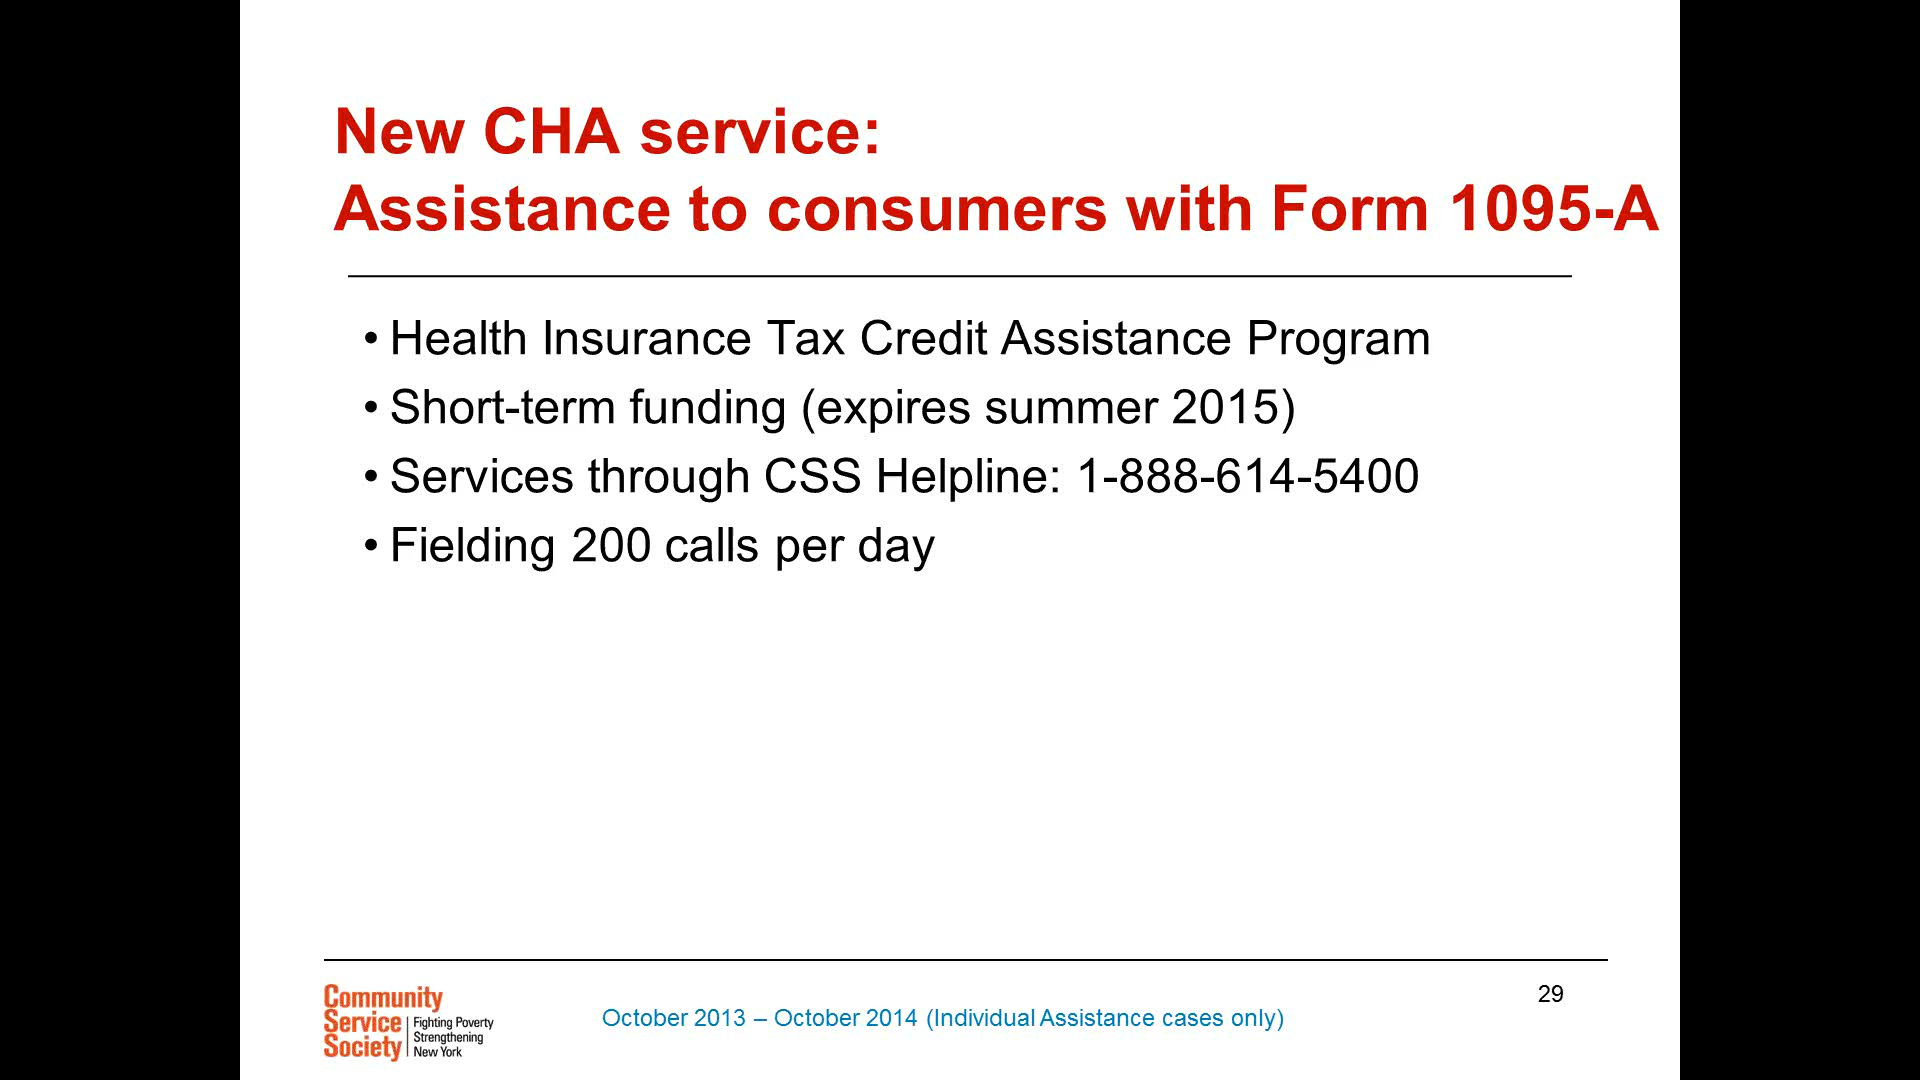 New CHA service:
Assistance to consumers with Form 1095-A
• Health Insurance Tax Credit Assistance Program
• Short-term funding (expires summer 2015)
• Services through CSS Helpline: 1-888-614-5400
• Fielding 200 calls per day
29
Community
Service
Society
Fighting Poverty
Strengthening
New York
October 2013 – October 2014 (Individual Assistance cases only)